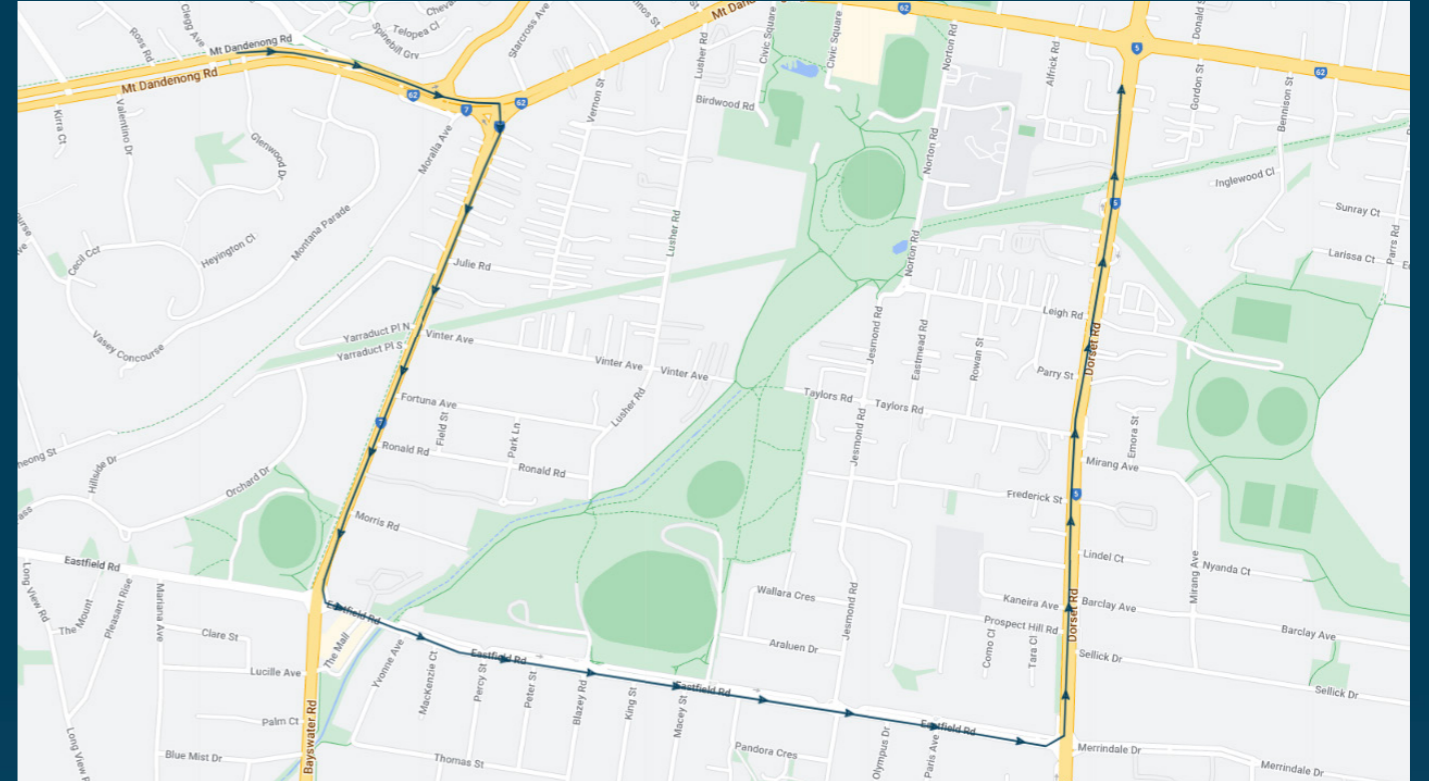 Clegg Ave
Ross Rd
Telopea Cl
Spinebill Grv
Starcross Ave
Mt Dandenong Rd
Mt Dandenong Rd
62
7
62
Lusher Rd
Civic Square
Civic Square
62
Norton Rd
Alfrick Rd
5
62
Gordon St
Bennison St
Kirra Ct
Valentino Dr
Glenwood Dr
Moralla Ave
Vernon St
Birdwood Rd
Norton Rd
Inglewood Cl
Sunray Ct
Parrs Rd
Larissa Ct
5
Cecil Cct
Heyington Cl
Montana Parade
Julie Rd
Lusher Rd
Norton Rd
Vasey Concourse
Yarraduct Pl N
Yarraduct Pl S
Vinter Ave
Vinter Ave
Vinter Ave
Leigh Rd
Jesmond Rd
Eastmead Rd
Rowan St
Parry St
Dorset Rd
Fortuna Ave
Field St
Park Ln
Lusher Rd
Taylors Rd
Taylors Rd
7
Ronald Rd
Ronald Rd
Jesmond Rd
Emora St
Mirang Ave
Hillside Dr
Orchard Dr
Morris Rd
Frederick St
5
Lindel Ct
Nyanda Ct
Mirang Ave
Eastfield Rd
Long View Rd
The Mount
Pleasant Rise
Mariana Ave
Clare St
Lucille Ave
Eastfield Rd
The Mall
Wallara Cres
Araluen Dr
Jesmond Rd
Kaneira Ave
Prospect Hill Rd
Como Cl
Tara Cl
Dorset Rd
Barclay Ave
Barclay Ave
Sellick Dr
Sellick Dr
Yvonne Ave
MacKenzie Ct
Percy St
Eastfield Rd
Peter St
Blazey Rd
King St
Macey St
Eastfield Rd
Eastfield Rd
Palm Ct
Blue Mist Dr
Bayswater Rd
Thomas St
Pandora Cres
Olympus Dr
Paris Ave
Merrindale Dr
Merrindale Dr